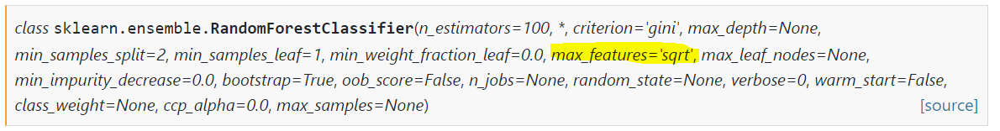 class sklearn.ensemble.RandomForestClassifier(n_estimators=100, *, criterion='gini', max_depth=None,
min_samples_split=2, min_samples_leaf=1, min_weight_fraction_leaf=0.0, max_features='sqrt', max_leaf_nodes=None,
min_impurity_decrease=0.0, bootstrap=True, oob_score=False, n_jobs=None, random_state=None, verbose=0, warm_start=False,
class_weight=None, ccp_alpha=0.0, max_samples=None) [source]